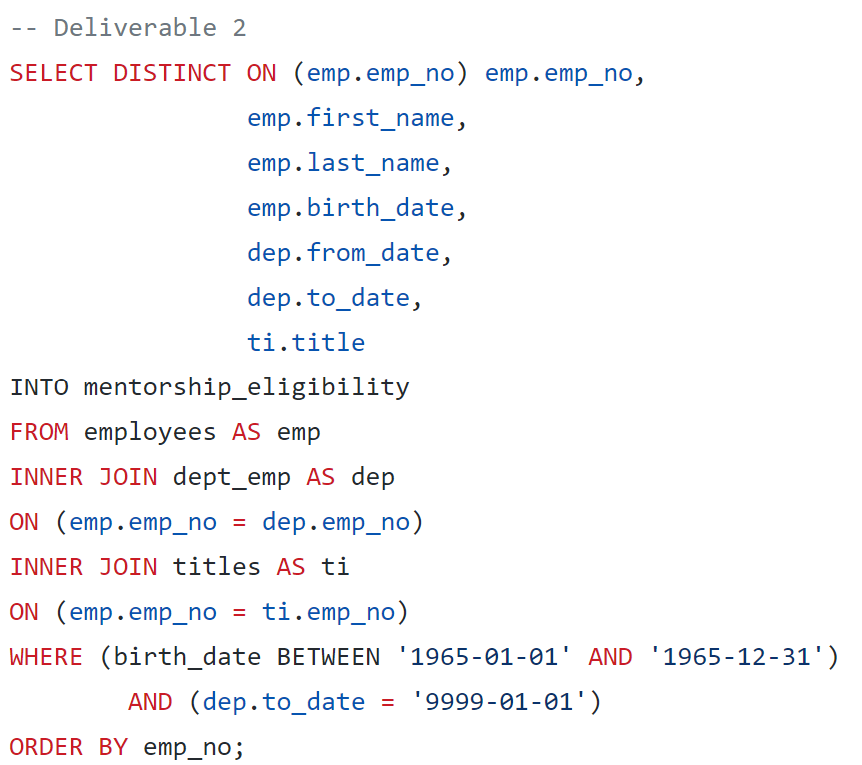 -- Deliverable 2
SELECT DISTINCT ON (emp.emp_no) emp.emp_no,
emp.first_name,
emp.last_name,
emp.birth_date,
dep.from_date,
dep.to_date,
ti.title
INTO mentorship_eligibility
FROM employees AS emp
INNER JOIN dept_emp AS dep
ON (emp.emp_no = dep.emp_no)
INNER JOIN titles AS ti
ON (emp.emp_no = ti.emp_no)
WHERE (birth_date BETWEEN '1965-01-01' AND '1965-12-31')
AND (dep.to_date = '9999-01-01')
ORDER BY emp_no;